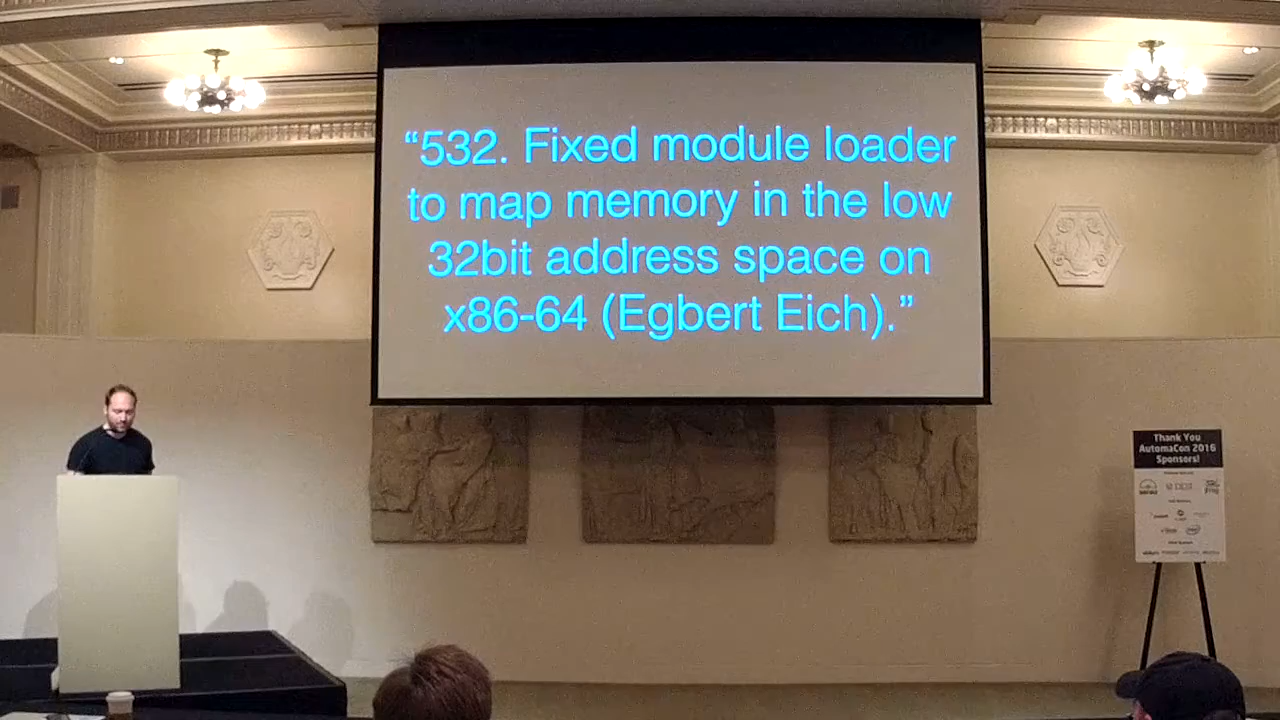 “532. Fixed module loader
to map memory in the low
32bit address space on
x86-64 (Egbert Eich).”
Thank You
AutomaCon 2016
Sponsors!